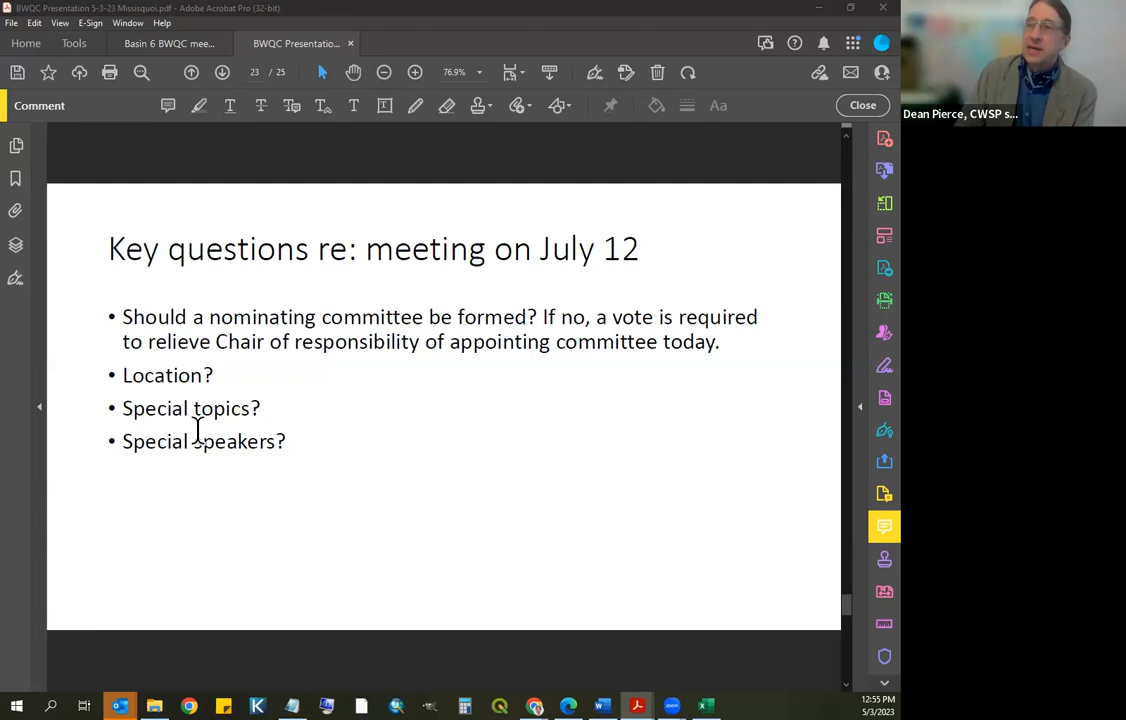 BWQC Presentation 5-3-23 Missisquoi.pdf - Adobe Acrobat Pro (32-bit)
File Edit View E-Sign Window Help
Home Tools Basin 6 BWQC mee... BWQC Presentatio... ×
23 / 25 76.9%
Comment Aa Close
Dean Pierce, CWSP s...
Key questions re: meeting on July 12
• Should a nominating committee be formed? If no, a vote is required
to relieve Chair of responsibility of appointing committee today.
• Location?
• Special topics?
• Special speakers?
12:55 PM
5/3/2023